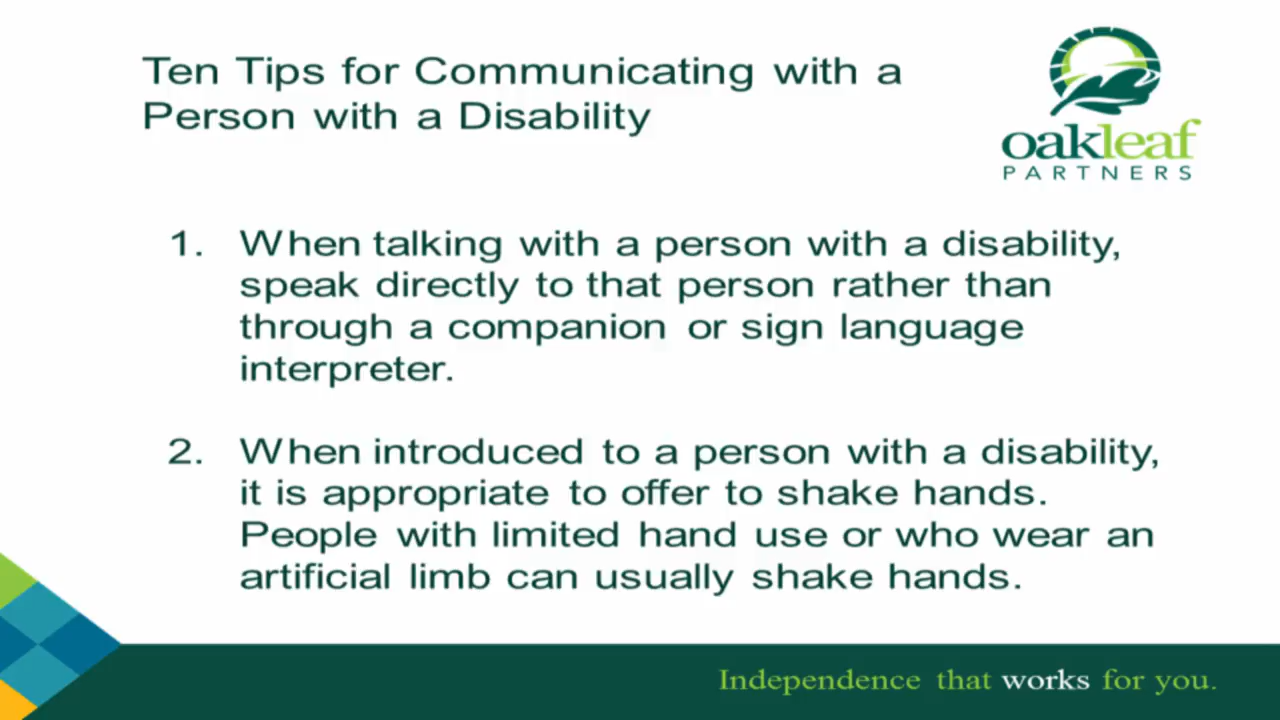 Ten Tips for Communicating with a
Person with a Disability
oakleaf
PARTNERS
1. When talking with a person with a disability,
speak directly to that person rather than
through a companion or sign language
interpreter.
2. When introduced to a person with a disability,
it is appropriate to offer to shake hands.
People with limited hand use or who wear an
artificial limb can usually shake hands.
Independence that works for you.